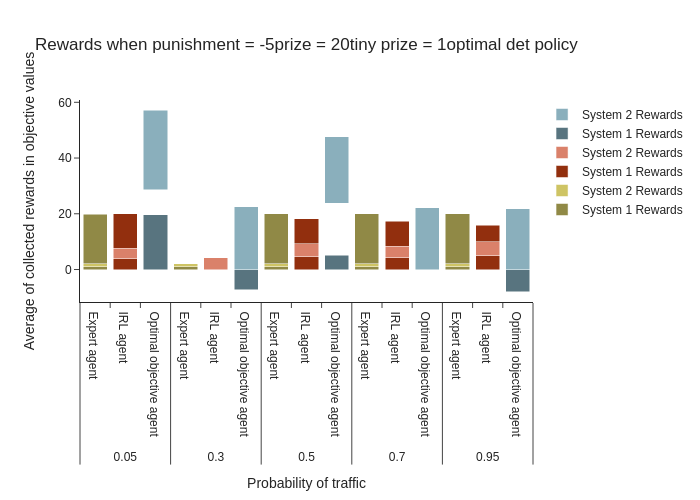 Rewards when punishment = -5prize = 20tiny prize = 1optimal det policy
Average of collected rewards in objective values
60
40
20
0
System 2 Rewards
System 1 Rewards
System 2 Rewards
System 1 Rewards
System 2 Rewards
System 1 Rewards
Expert agent
IRL agent
Optimal objective agent
Expert agent
IRL agent
Optimal objective agent
Expert agent
IRL agent
Optimal objective agent
Expert agent
IRL agent
Optimal objective agent
Expert agent
IRL agent
Optimal objective agent
0.05
0.3
0.5
0.7
0.95
Probability of traffic